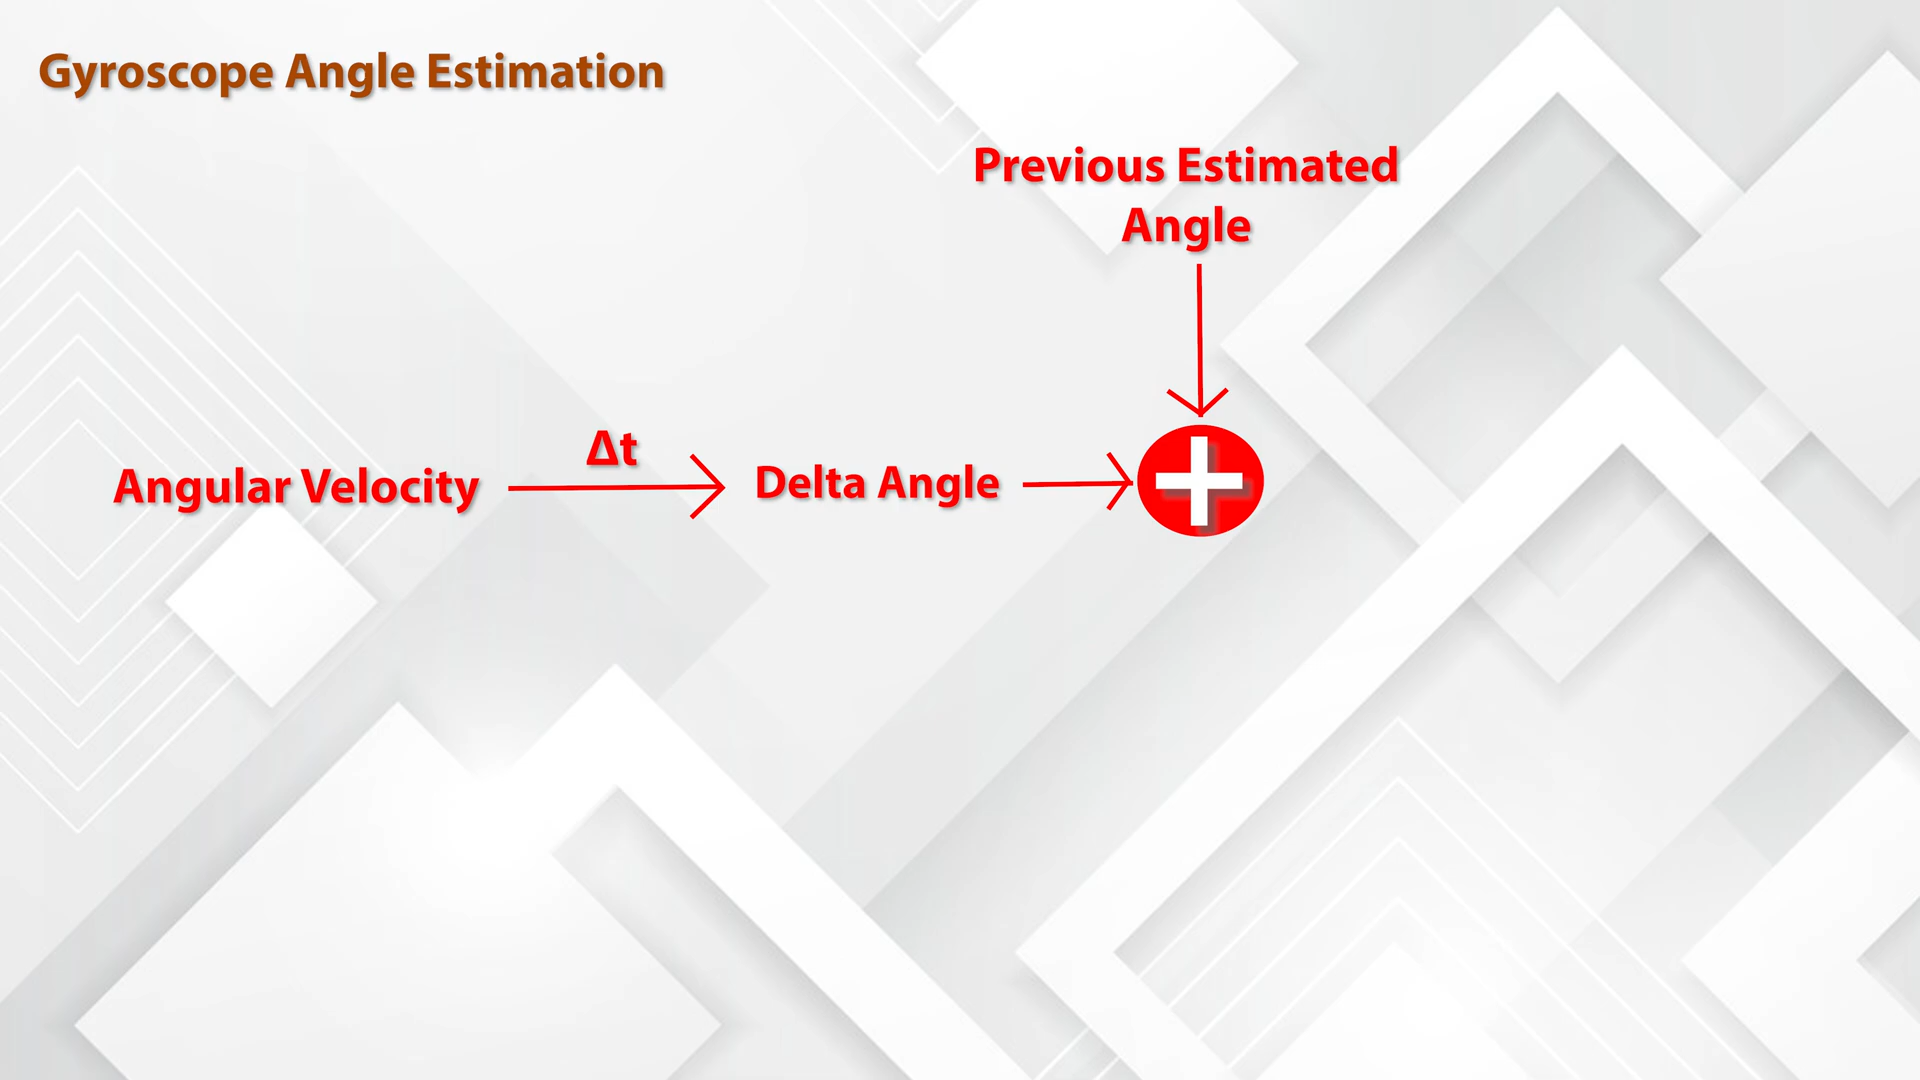 Gyroscope Angle Estimation
Previous Estimated
Angle
Δt
Angular Velocity
Delta Angle